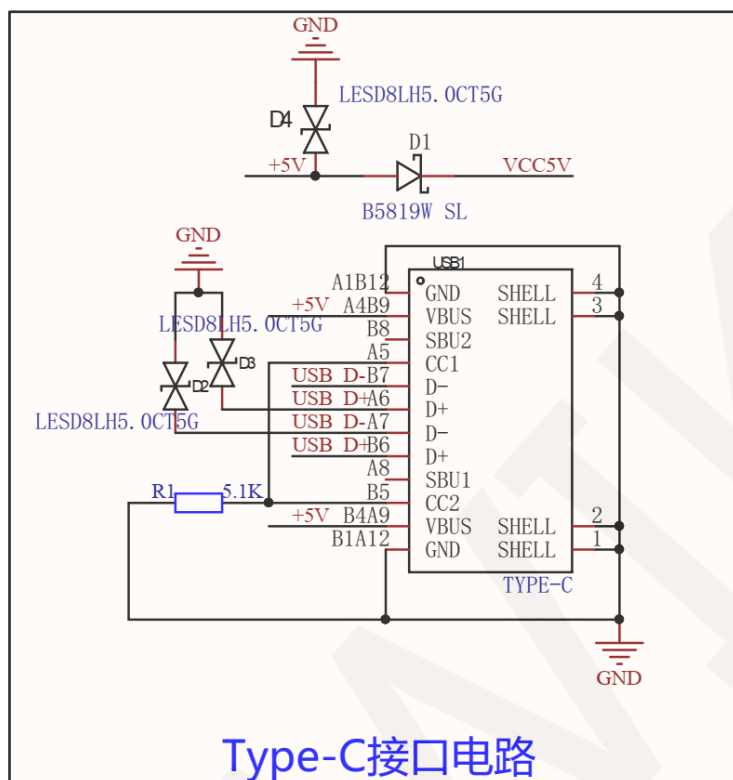 GND
LESD8LH5.0CT5G
D4
D1
+5V
VCC5V
B5819W SL
GND
USB1
A1B12
GND
SHELL
4
+5V
A4B9
VBUS
SHELL
3
LESD8LH5.0CT5G
B8
SBU2
A5
CC1
D3
USB D-
B7
D-
D2
USB D+
A6
D+
LESD8LH5.0CT5G
USB D-
A7
D-
USB D+
B6
D+
A8
SBU1
R1
5.1K
B5
CC2
+5V
B4A9
VBUS
SHELL
2
B1A12
GND
SHELL
1
TYPE-C
GND
Type-C接口电路